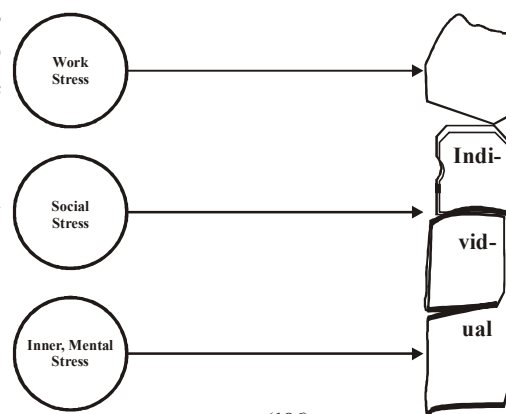 Work
Stress
Indi-
Social
Stress
vid-
ual
Inner, Mental
Stress